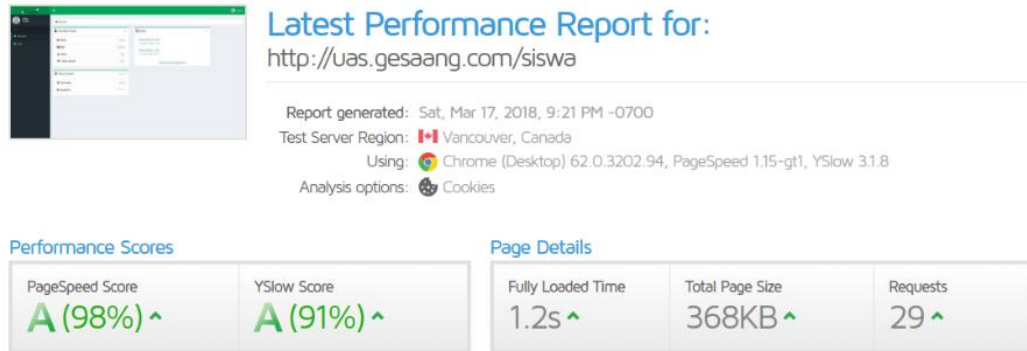 Latest Performance Report for:
http://uas.gesaang.com/siswa
Report generated: Sat, Mar 17, 2018, 9:21 PM -0700
Test Server Region: Vancouver, Canada
Using: Chrome (Desktop) 62.0.3202.94, PageSpeed 1.15-gt1, YSlow 3.1.8
Analysis options: Cookies
Performance Scores
PageSpeed Score
A (98%)
YSlow Score
A (91%)
Page Details
Fully Loaded Time
1.2s
Total Page Size
368KB
Requests
29